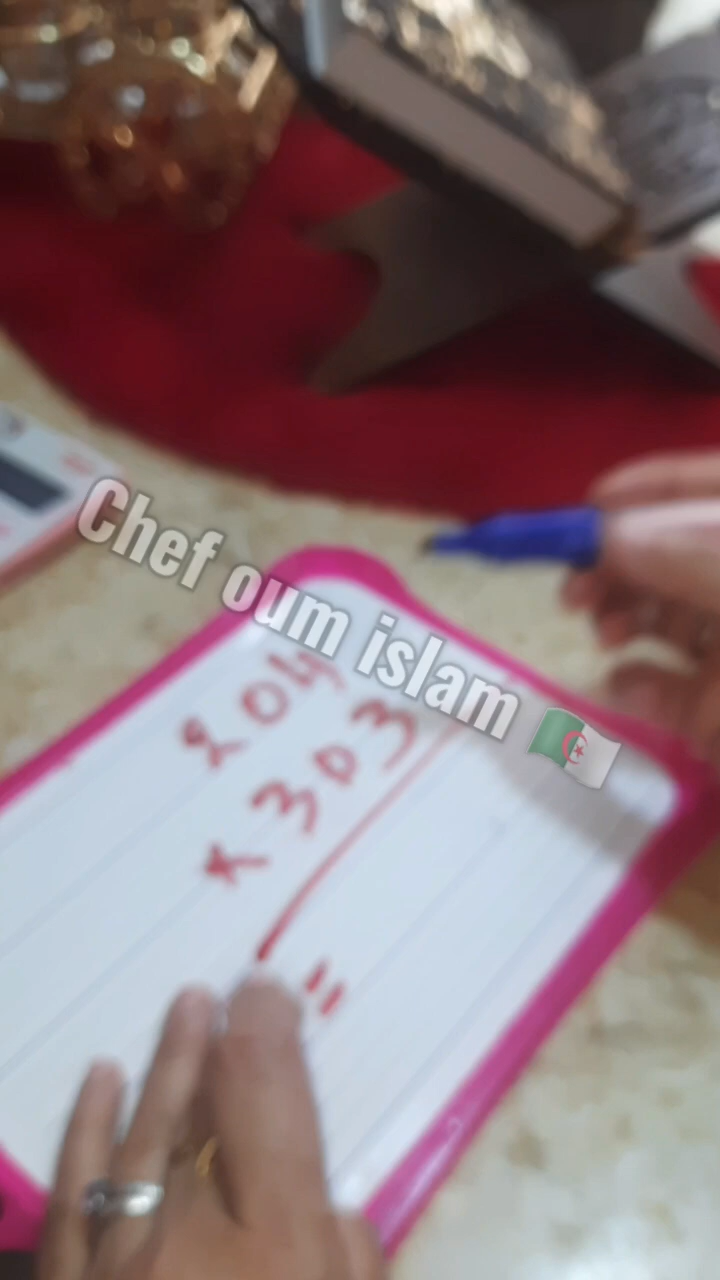 Chef oum islam 🇩🇿
204
x 303
=